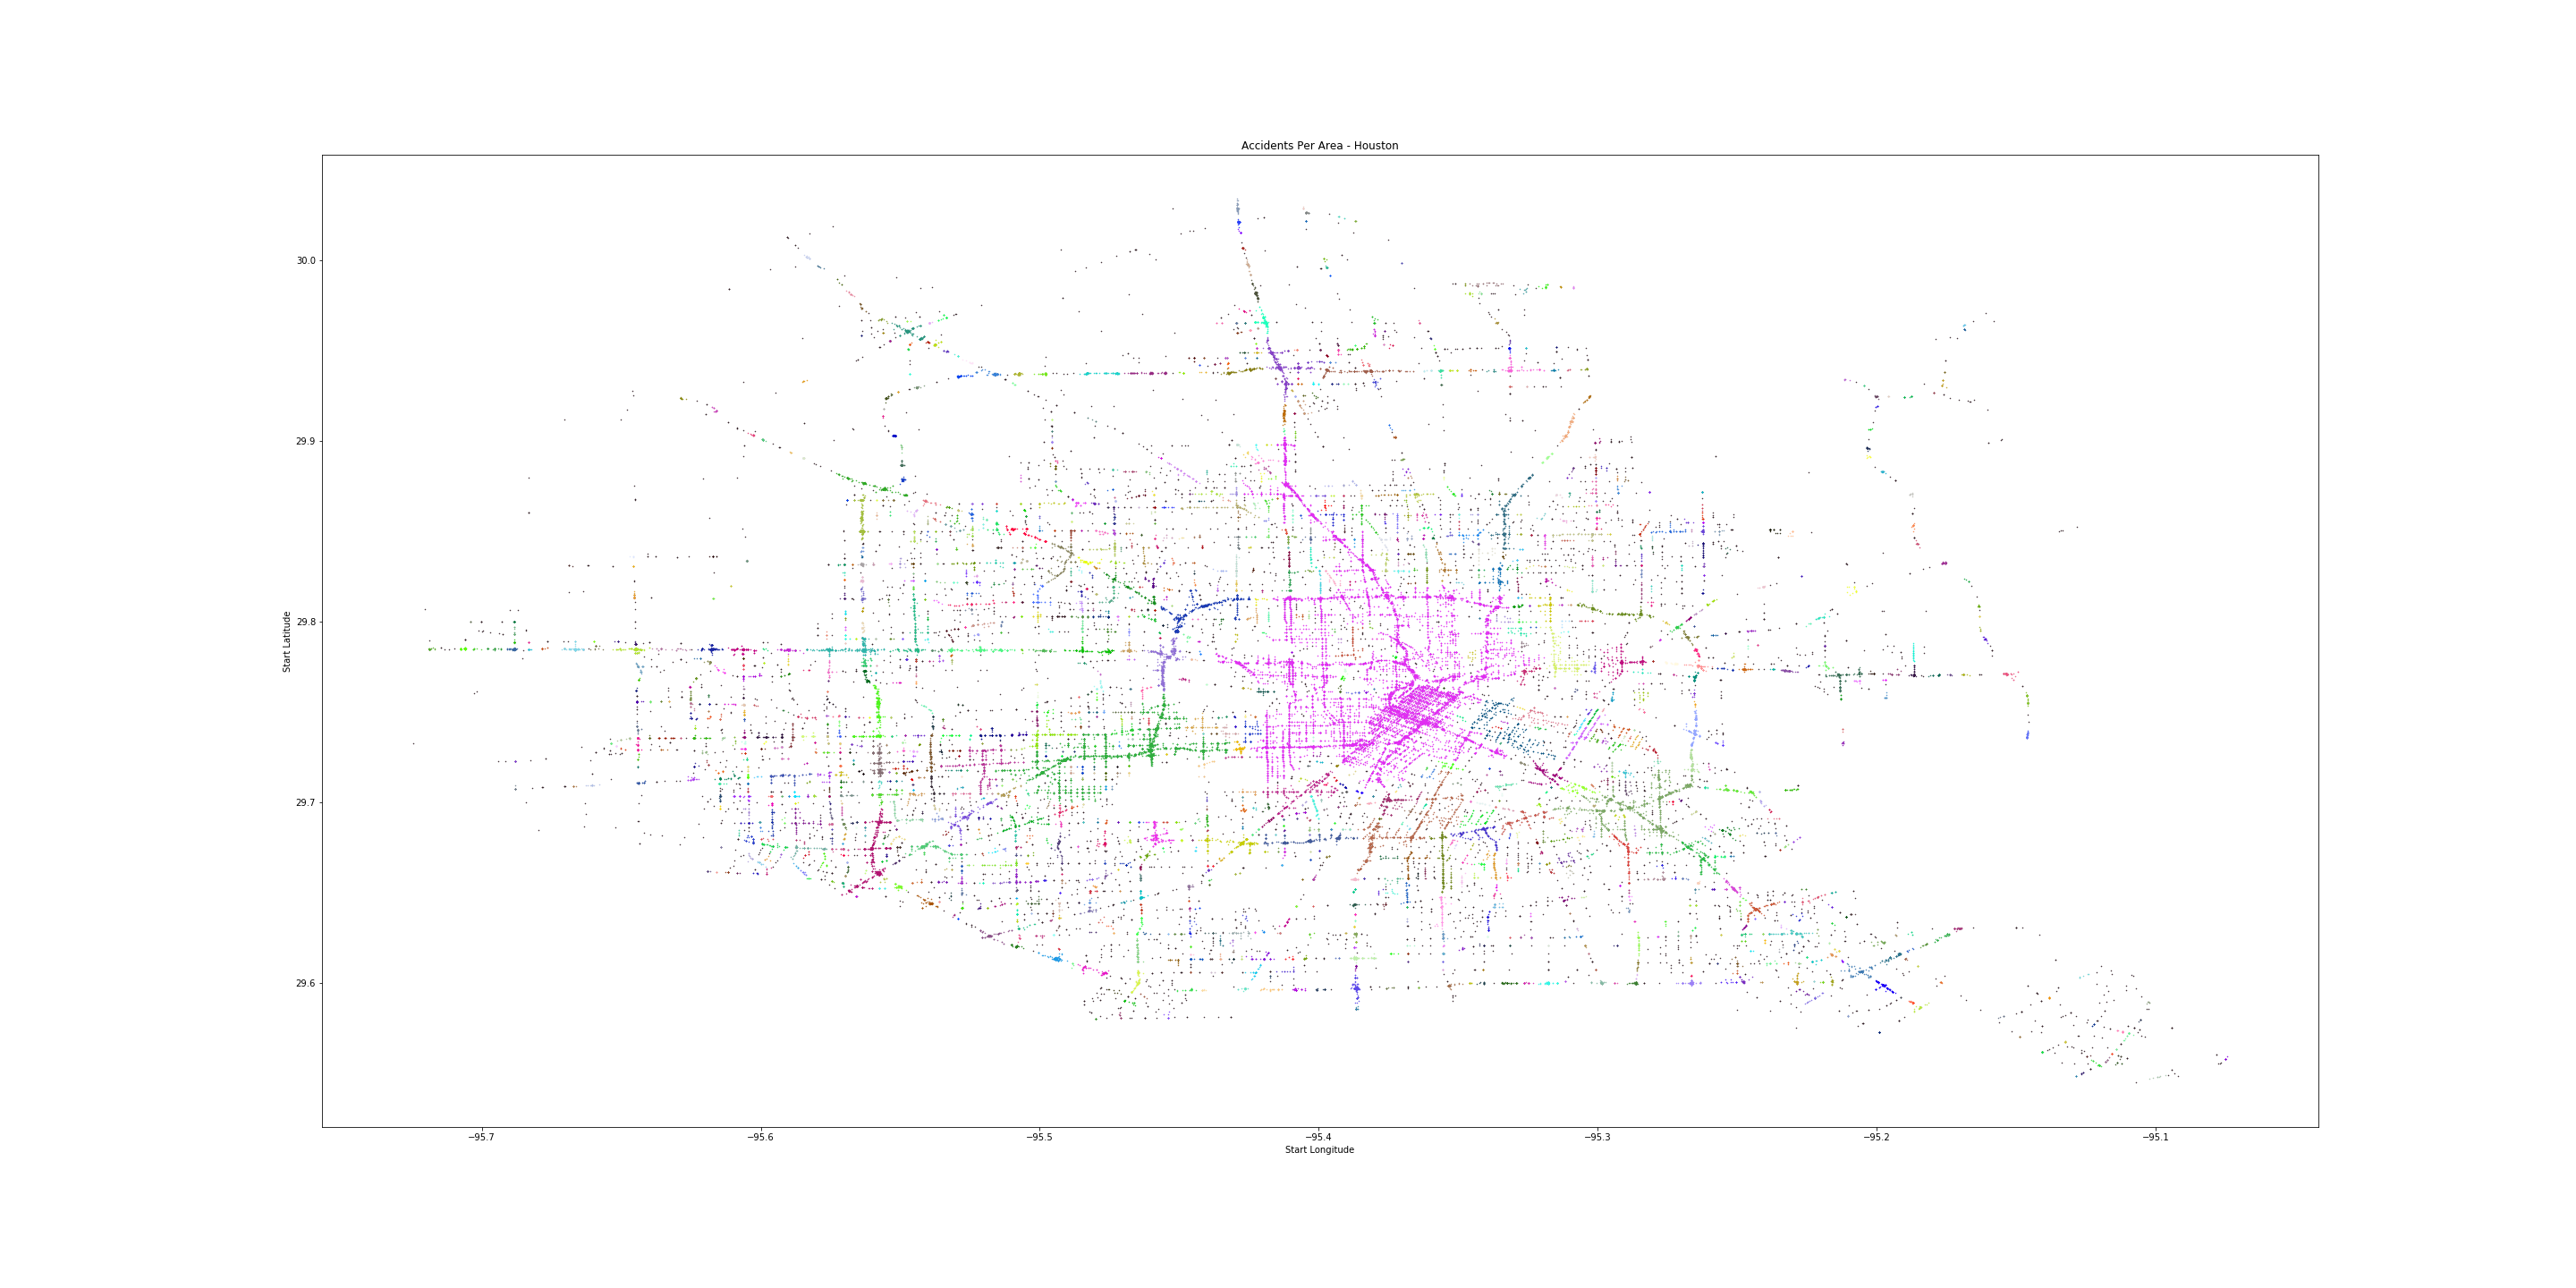 Accidents Per Area - Houston
30.0
29.9
29.8
29.7
29.6
Start Latitude
−95.7 −95.6 −95.5 −95.4 −95.3 −95.2 −95.1
Start Longitude